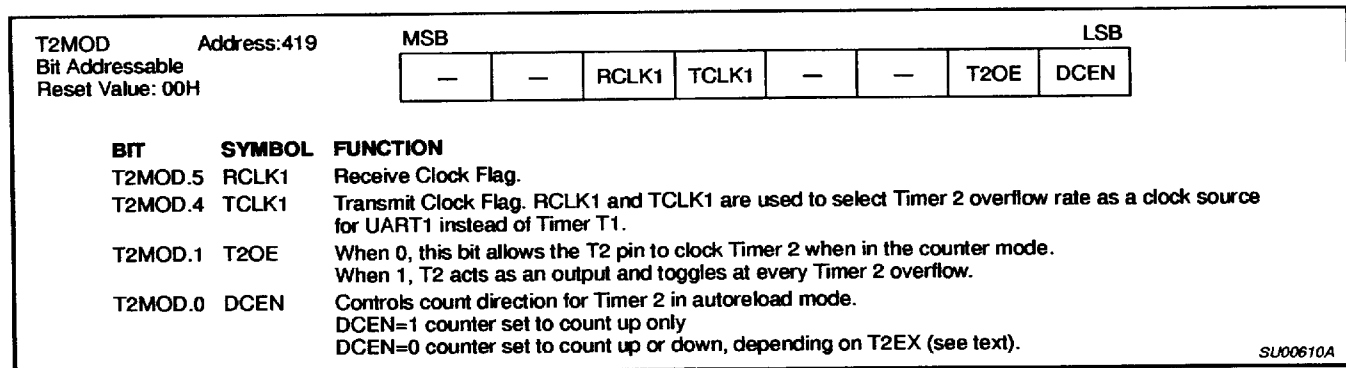 T2MOD Address:419 MSB LSB
Bit Addressable
Reset Value: 00H
— — RCLK1 TCLK1 — — T2OE DCEN
BIT SYMBOL FUNCTION
T2MOD.5 RCLK1 Receive Clock Flag.
T2MOD.4 TCLK1 Transmit Clock Flag. RCLK1 and TCLK1 are used to select Timer 2 overflow rate as a clock source
for UART1 instead of Timer T1.
T2MOD.1 T2OE When 0, this bit allows the T2 pin to clock Timer 2 when in the counter mode.
When 1, T2 acts as an output and toggles at every Timer 2 overflow.
T2MOD.0 DCEN Controls count direction for Timer 2 in autoreload mode.
DCEN=1 counter set to count up only
DCEN=0 counter set to count up or down, depending on T2EX (see text).
SU00610A